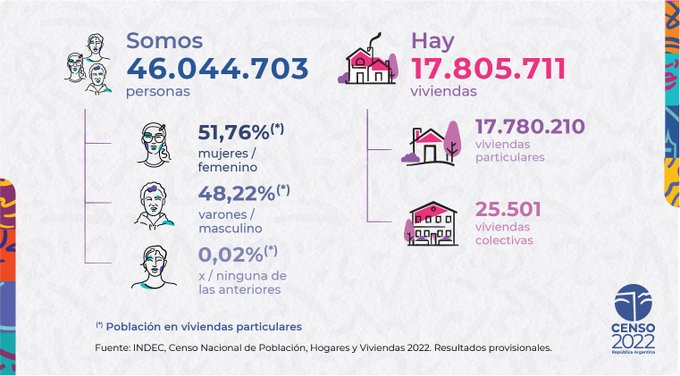 Somos
46.044.703
personas
51,76%(*)
mujeres /
femenino
48,22%(*)
varones /
masculino
0,02%(*)
x / ninguna de
las anteriores
Hay
17.805.711
viviendas
17.780.210
viviendas
particulares
25.501
viviendas
colectivas
(*) Población en viviendas particulares
Fuente: INDEC, Censo Nacional de Población, Hogares y Viviendas 2022. Resultados provisionales.
CENSO
2022
República Argentina